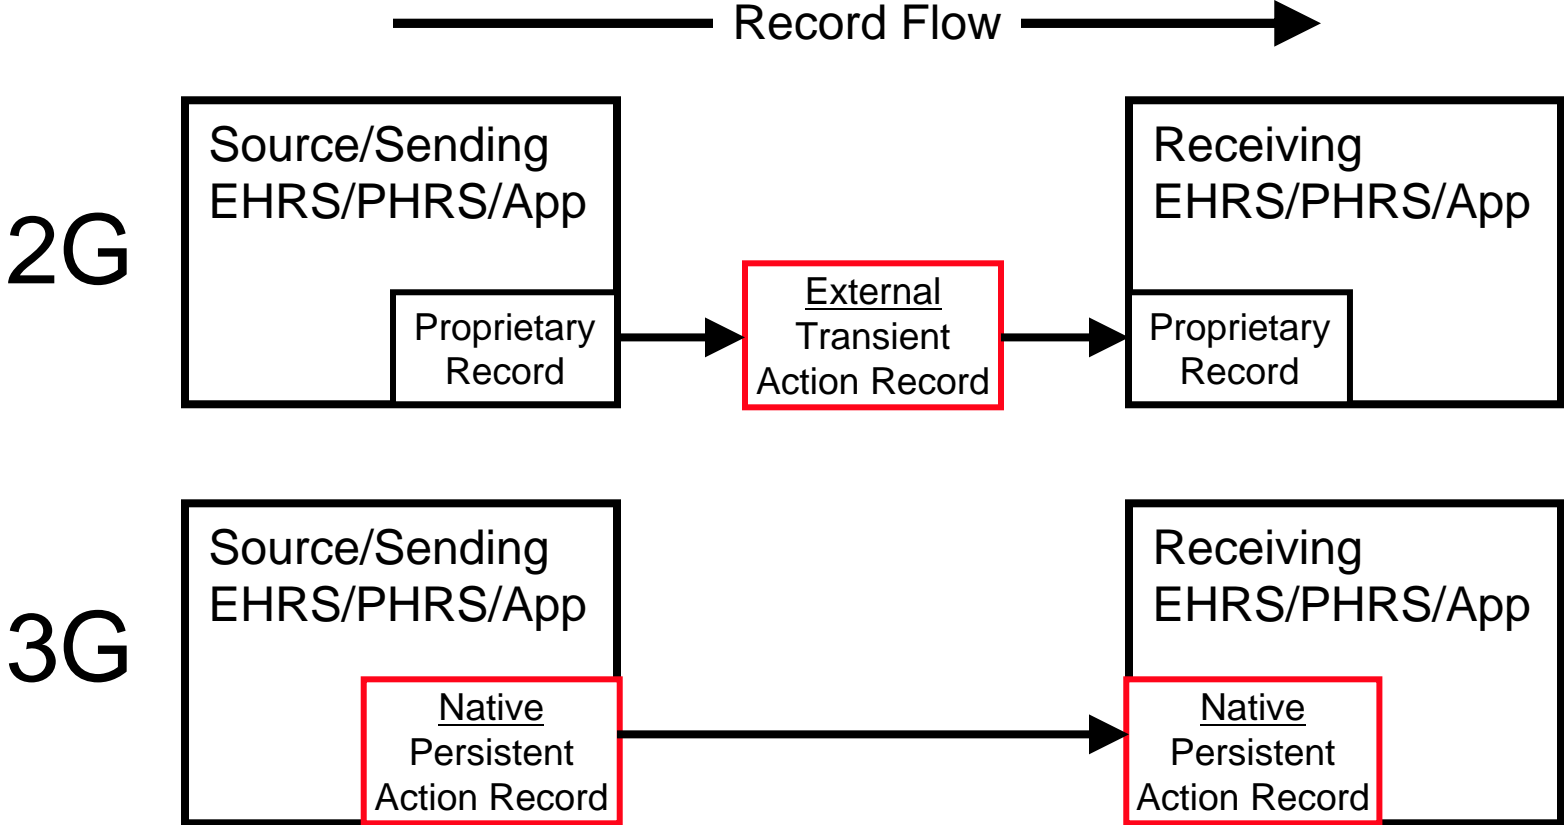 Record Flow
2G
Source/Sending
EHRS/PHRS/App
Proprietary
Record
External
Transient
Action Record
Receiving
EHRS/PHRS/App
Proprietary
Record
3G
Source/Sending
EHRS/PHRS/App
Native
Persistent
Action Record
Receiving
EHRS/PHRS/App
Native
Persistent
Action Record